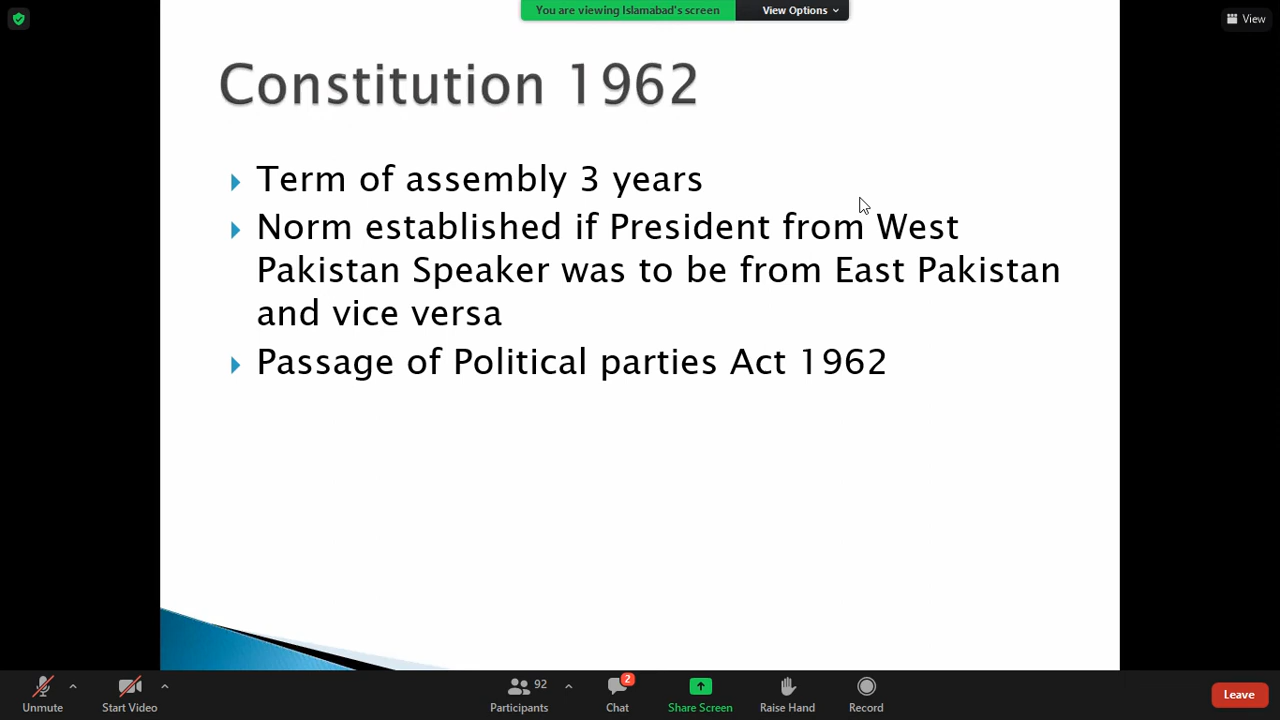 You are viewing Islamabad's screen
View Options
View
Constitution 1962
Term of assembly 3 years
Norm established if President from West
Pakistan Speaker was to be from East Pakistan
and vice versa
Passage of Political parties Act 1962
Unmute
Start Video
92
Participants
2
Chat
Share Screen
Raise Hand
Record
Leave